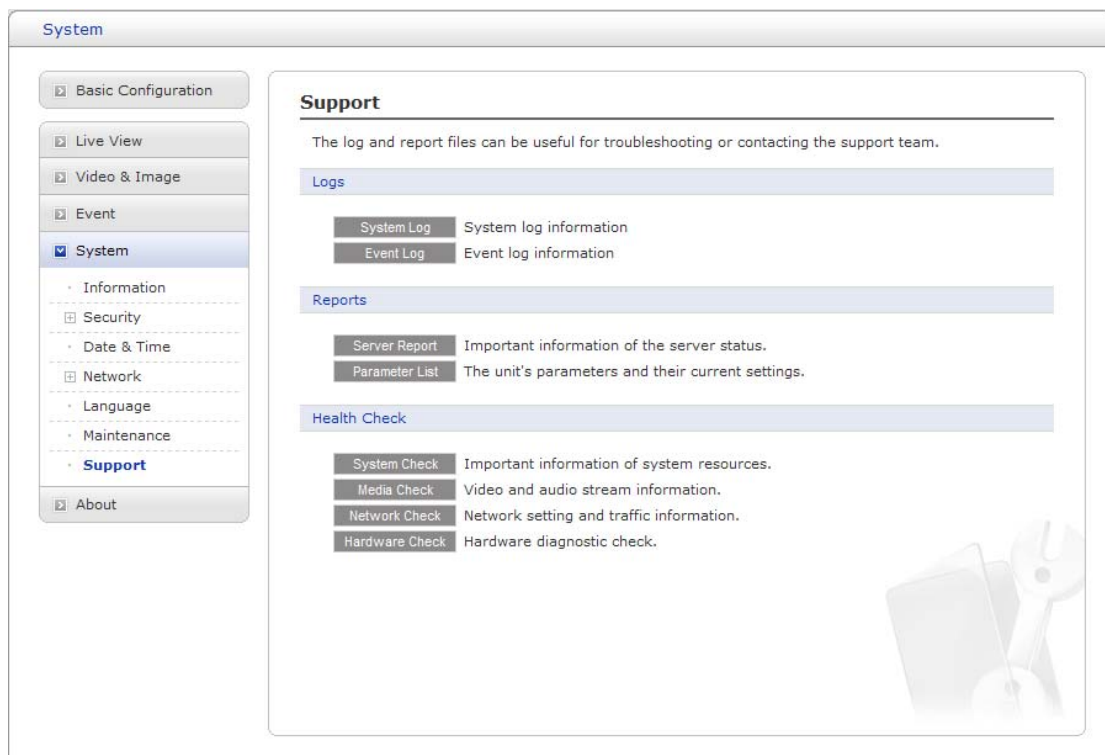 System
Basic Configuration
Live View
Video & Image
Event
System
Information
Security
Date & Time
Network
Language
Maintenance
Support
About
Support
The log and report files can be useful for troubleshooting or contacting the support team.
Logs
System Log System log information
Event Log Event log information
Reports
Server Report Important information of the server status.
Parameter List The unit's parameters and their current settings.
Health Check
System Check Important information of system resources.
Media Check Video and audio stream information.
Network Check Network setting and traffic information.
Hardware Check Hardware diagnostic check.